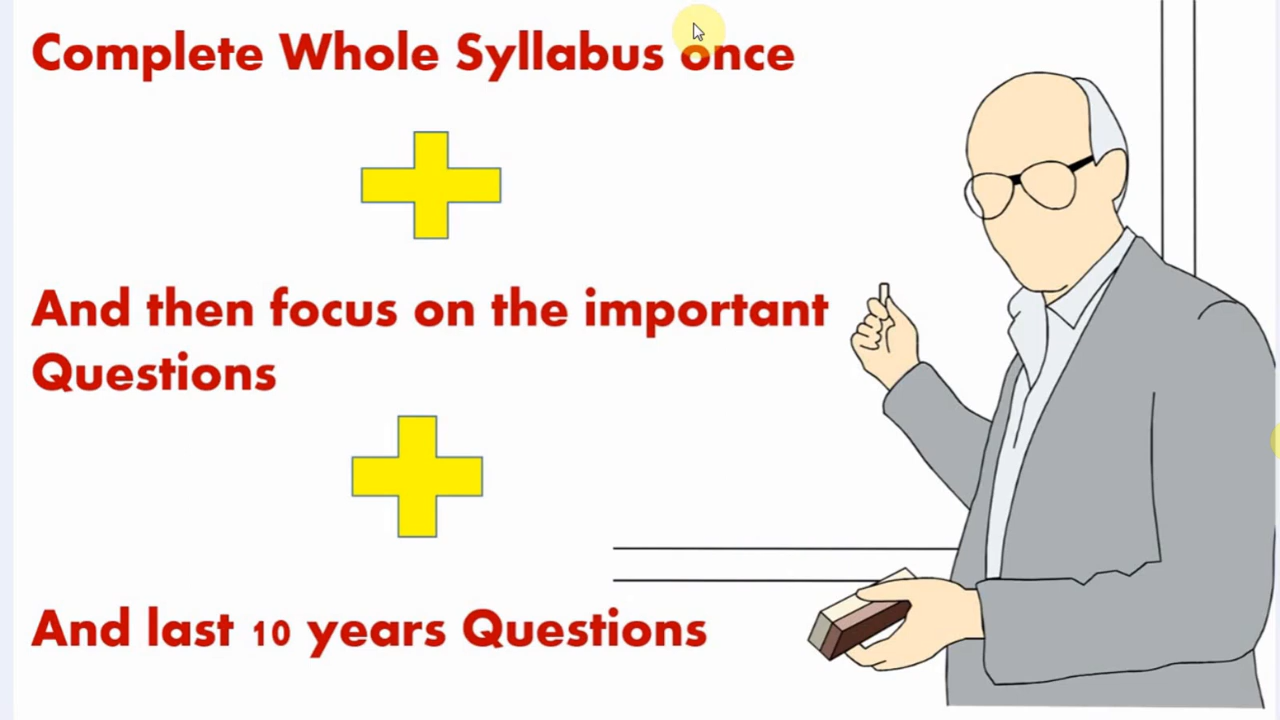 Complete Whole Syllabus once
And then focus on the important
Questions
And last 10 years Questions